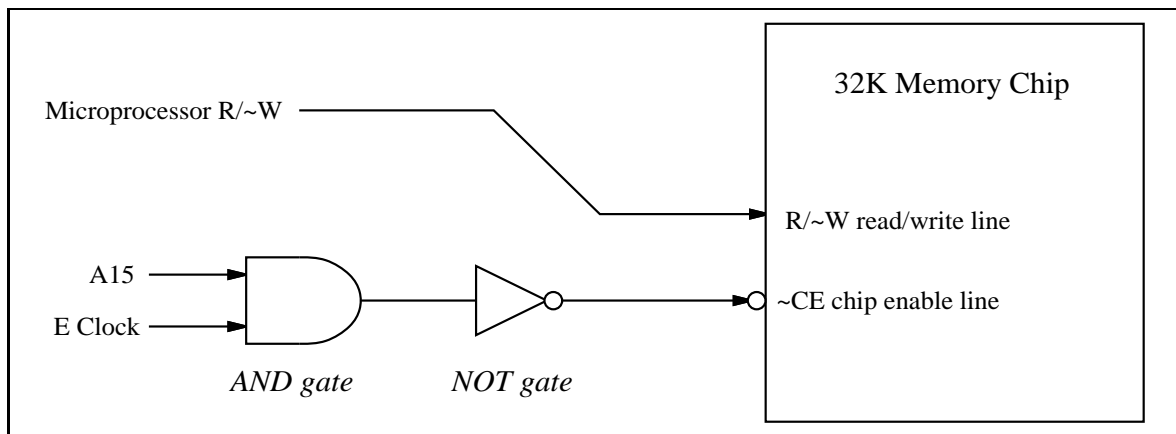 32K Memory Chip
Microprocessor R/~W
R/~W read/write line
A15
~CE chip enable line
E Clock
AND gate
NOT gate